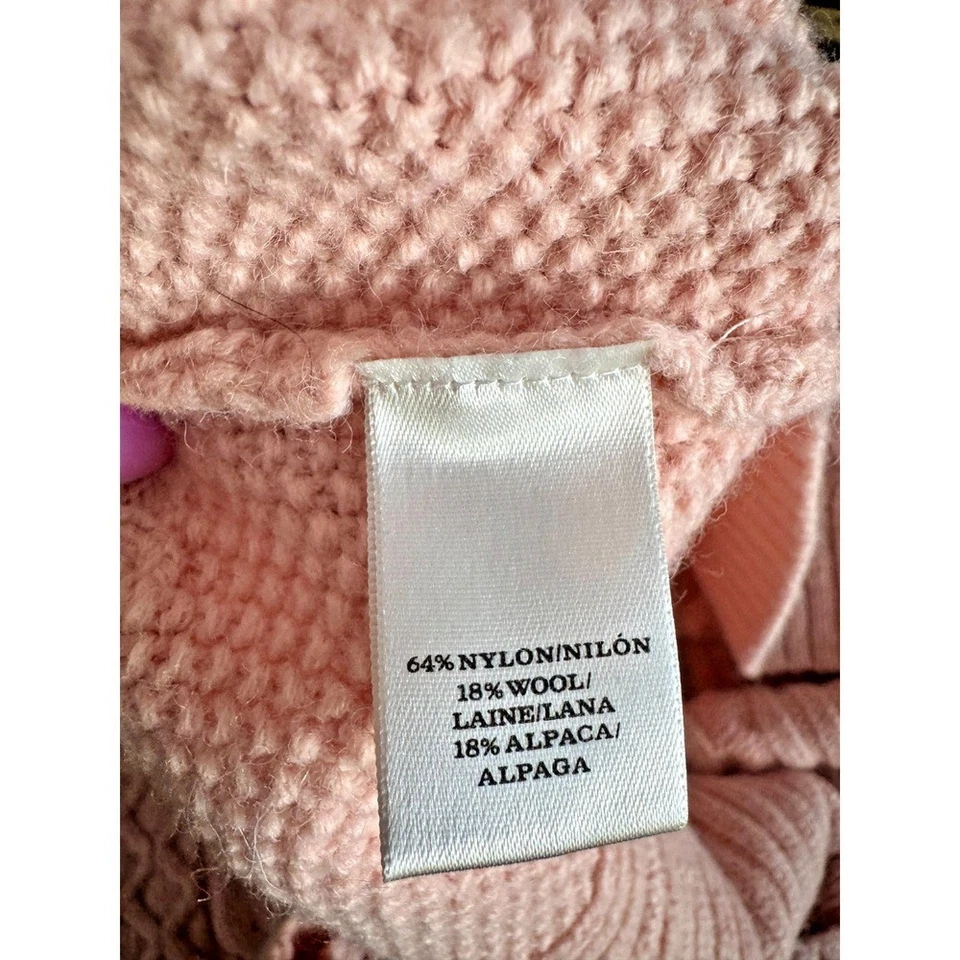 64% NYLON/NILÓN
18% WOOL/
LAINE/LANA
18% ALPACA/
ALPAGA